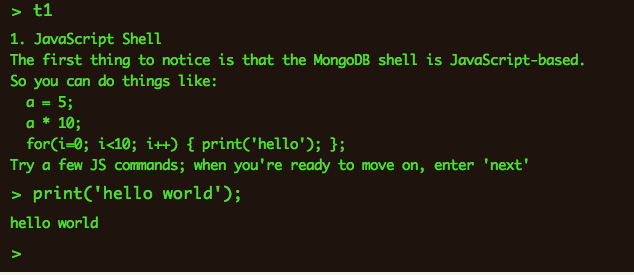 > t1
1. JavaScript Shell
The first thing to notice is that the MongoDB shell is JavaScript-based.
So you can do things like:
  a = 5;
  a * 10;
  for(i=0; i<10; i++) { print('hello'); };
Try a few JS commands; when you're ready to move on, enter 'next'
> print('hello world');
hello world
>